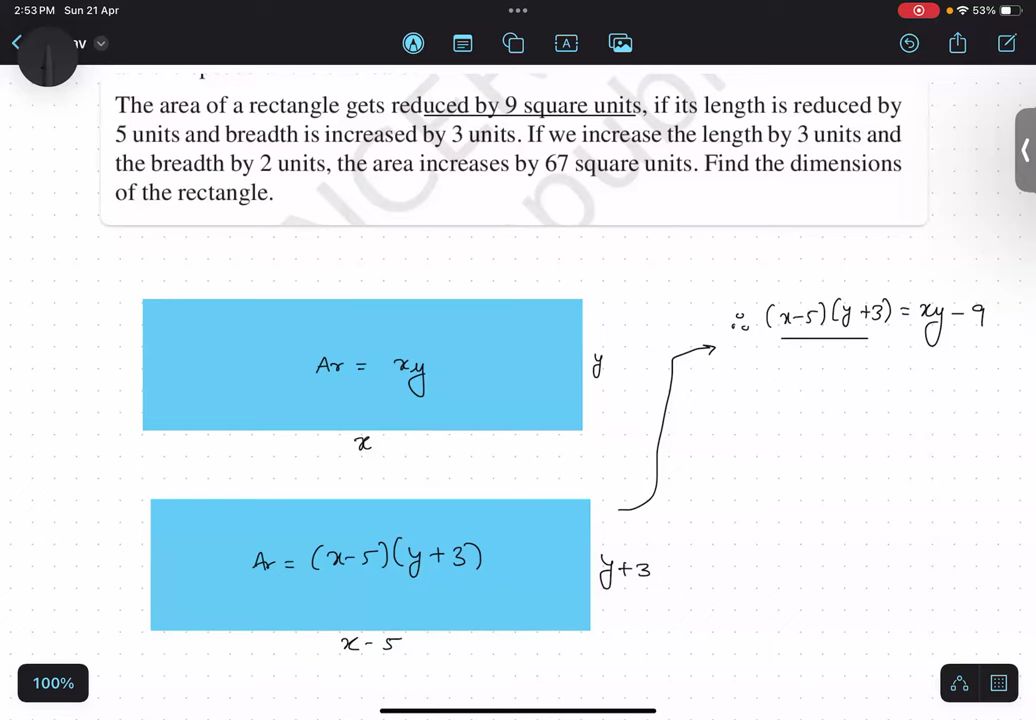 2:53 PM Sun 21 Apr
53%
av
The area of a rectangle gets reduced by 9 square units, if its length is reduced by
5 units and breadth is increased by 3 units. If we increase the length by 3 units and
the breadth by 2 units, the area increases by 67 square units. Find the dimensions
of the rectangle.
∴ (x-5)(y+3) = xy - 9
Ar = xy
y
x
Ar = (x-5)(y+3)
y+3
x - 5
100%